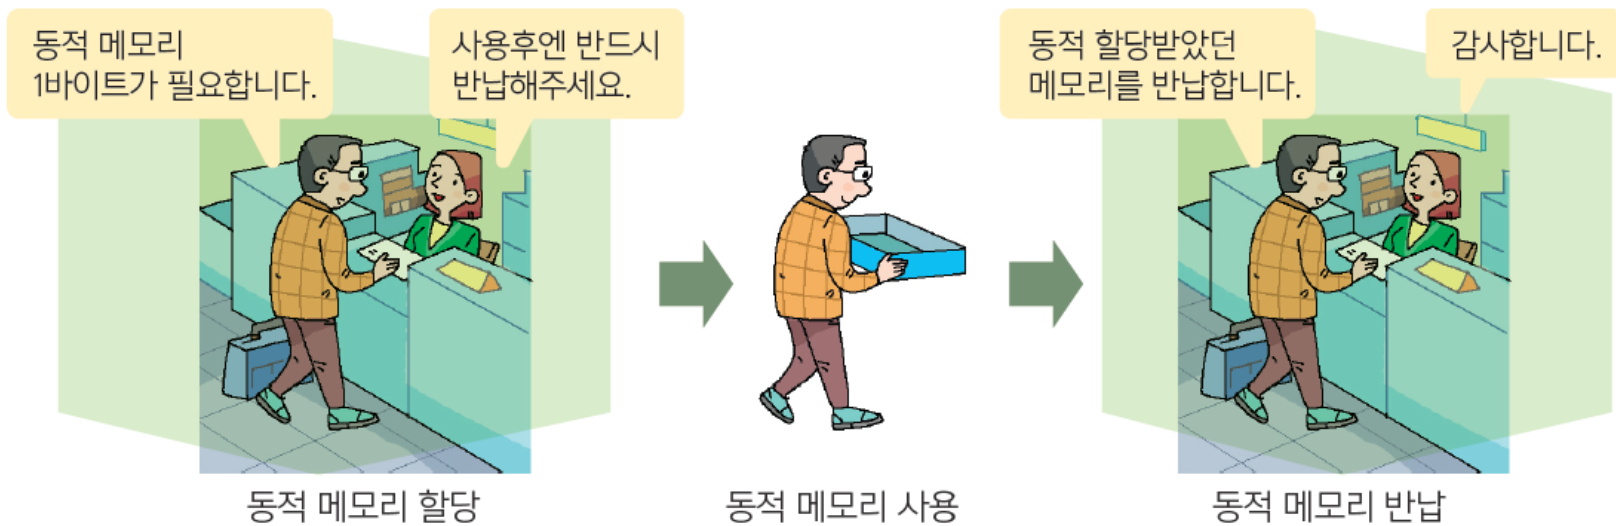 동적 메모리
1바이트가 필요합니다.
사용후엔 반드시
반납해주세요.
동적 할당받았던
메모리를 반납합니다.
감사합니다.
동적 메모리 할당
동적 메모리 사용
동적 메모리 반납